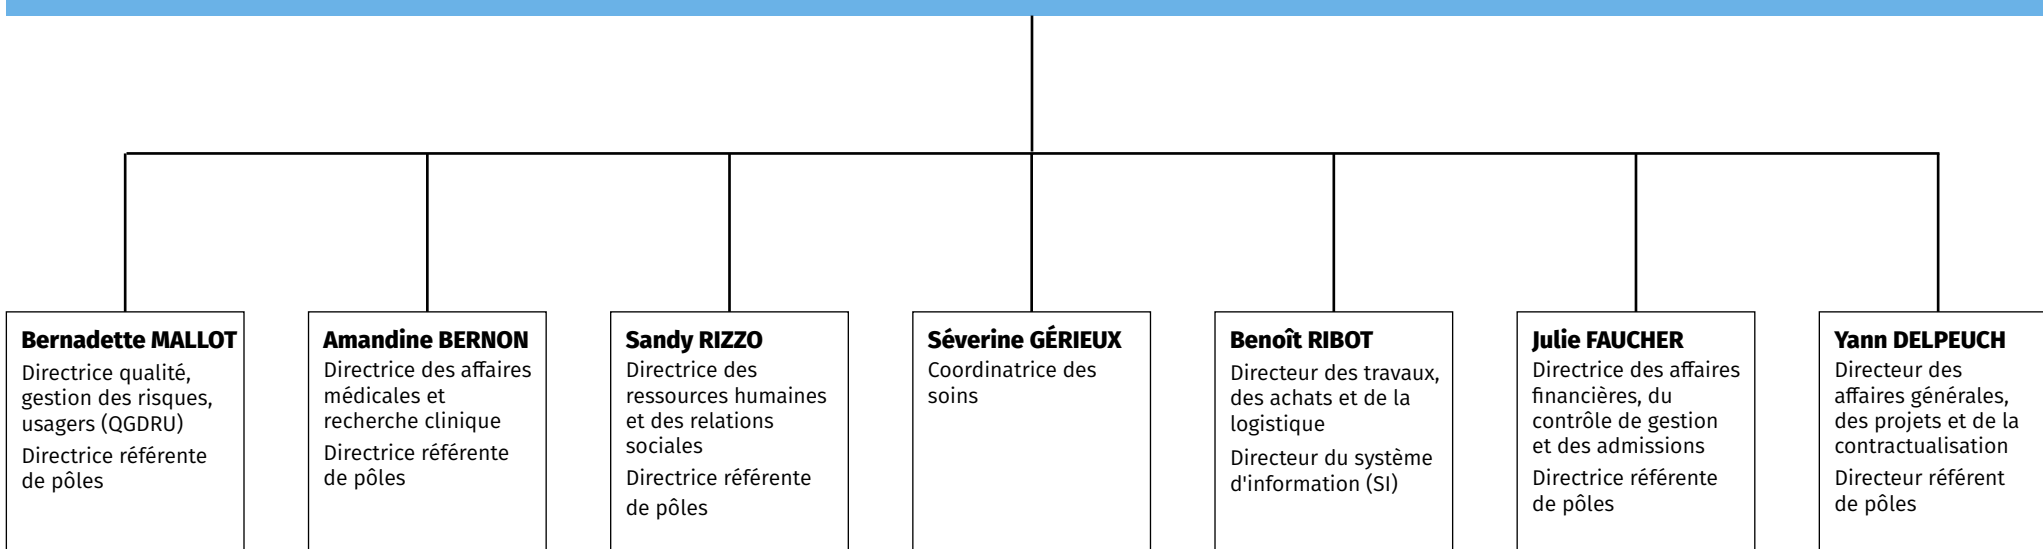 Bernadette MALLOT
Directrice qualité,
gestion des risques,
usagers (QGDRU)
Directrice référente
de pôles
Amandine BERNON
Directrice des affaires
médicales et
recherche clinique
Directrice référente
de pôles
Sandy RIZZO
Directrice des
ressources humaines
et des relations
sociales
Directrice référente
de pôles
Séverine GÉRIEUX
Coordinatrice des
soins
Benoît RIBOT
Directeur des travaux,
des achats et de la
logistique
Directeur du système
d'information (SI)
Julie FAUCHER
Directrice des affaires
financières, du
contrôle de gestion
et des admissions
Directrice référente
de pôles
Yann DELPEUCH
Directeur des
affaires générales,
des projets et de la
contractualisation
Directeur référent
de pôles